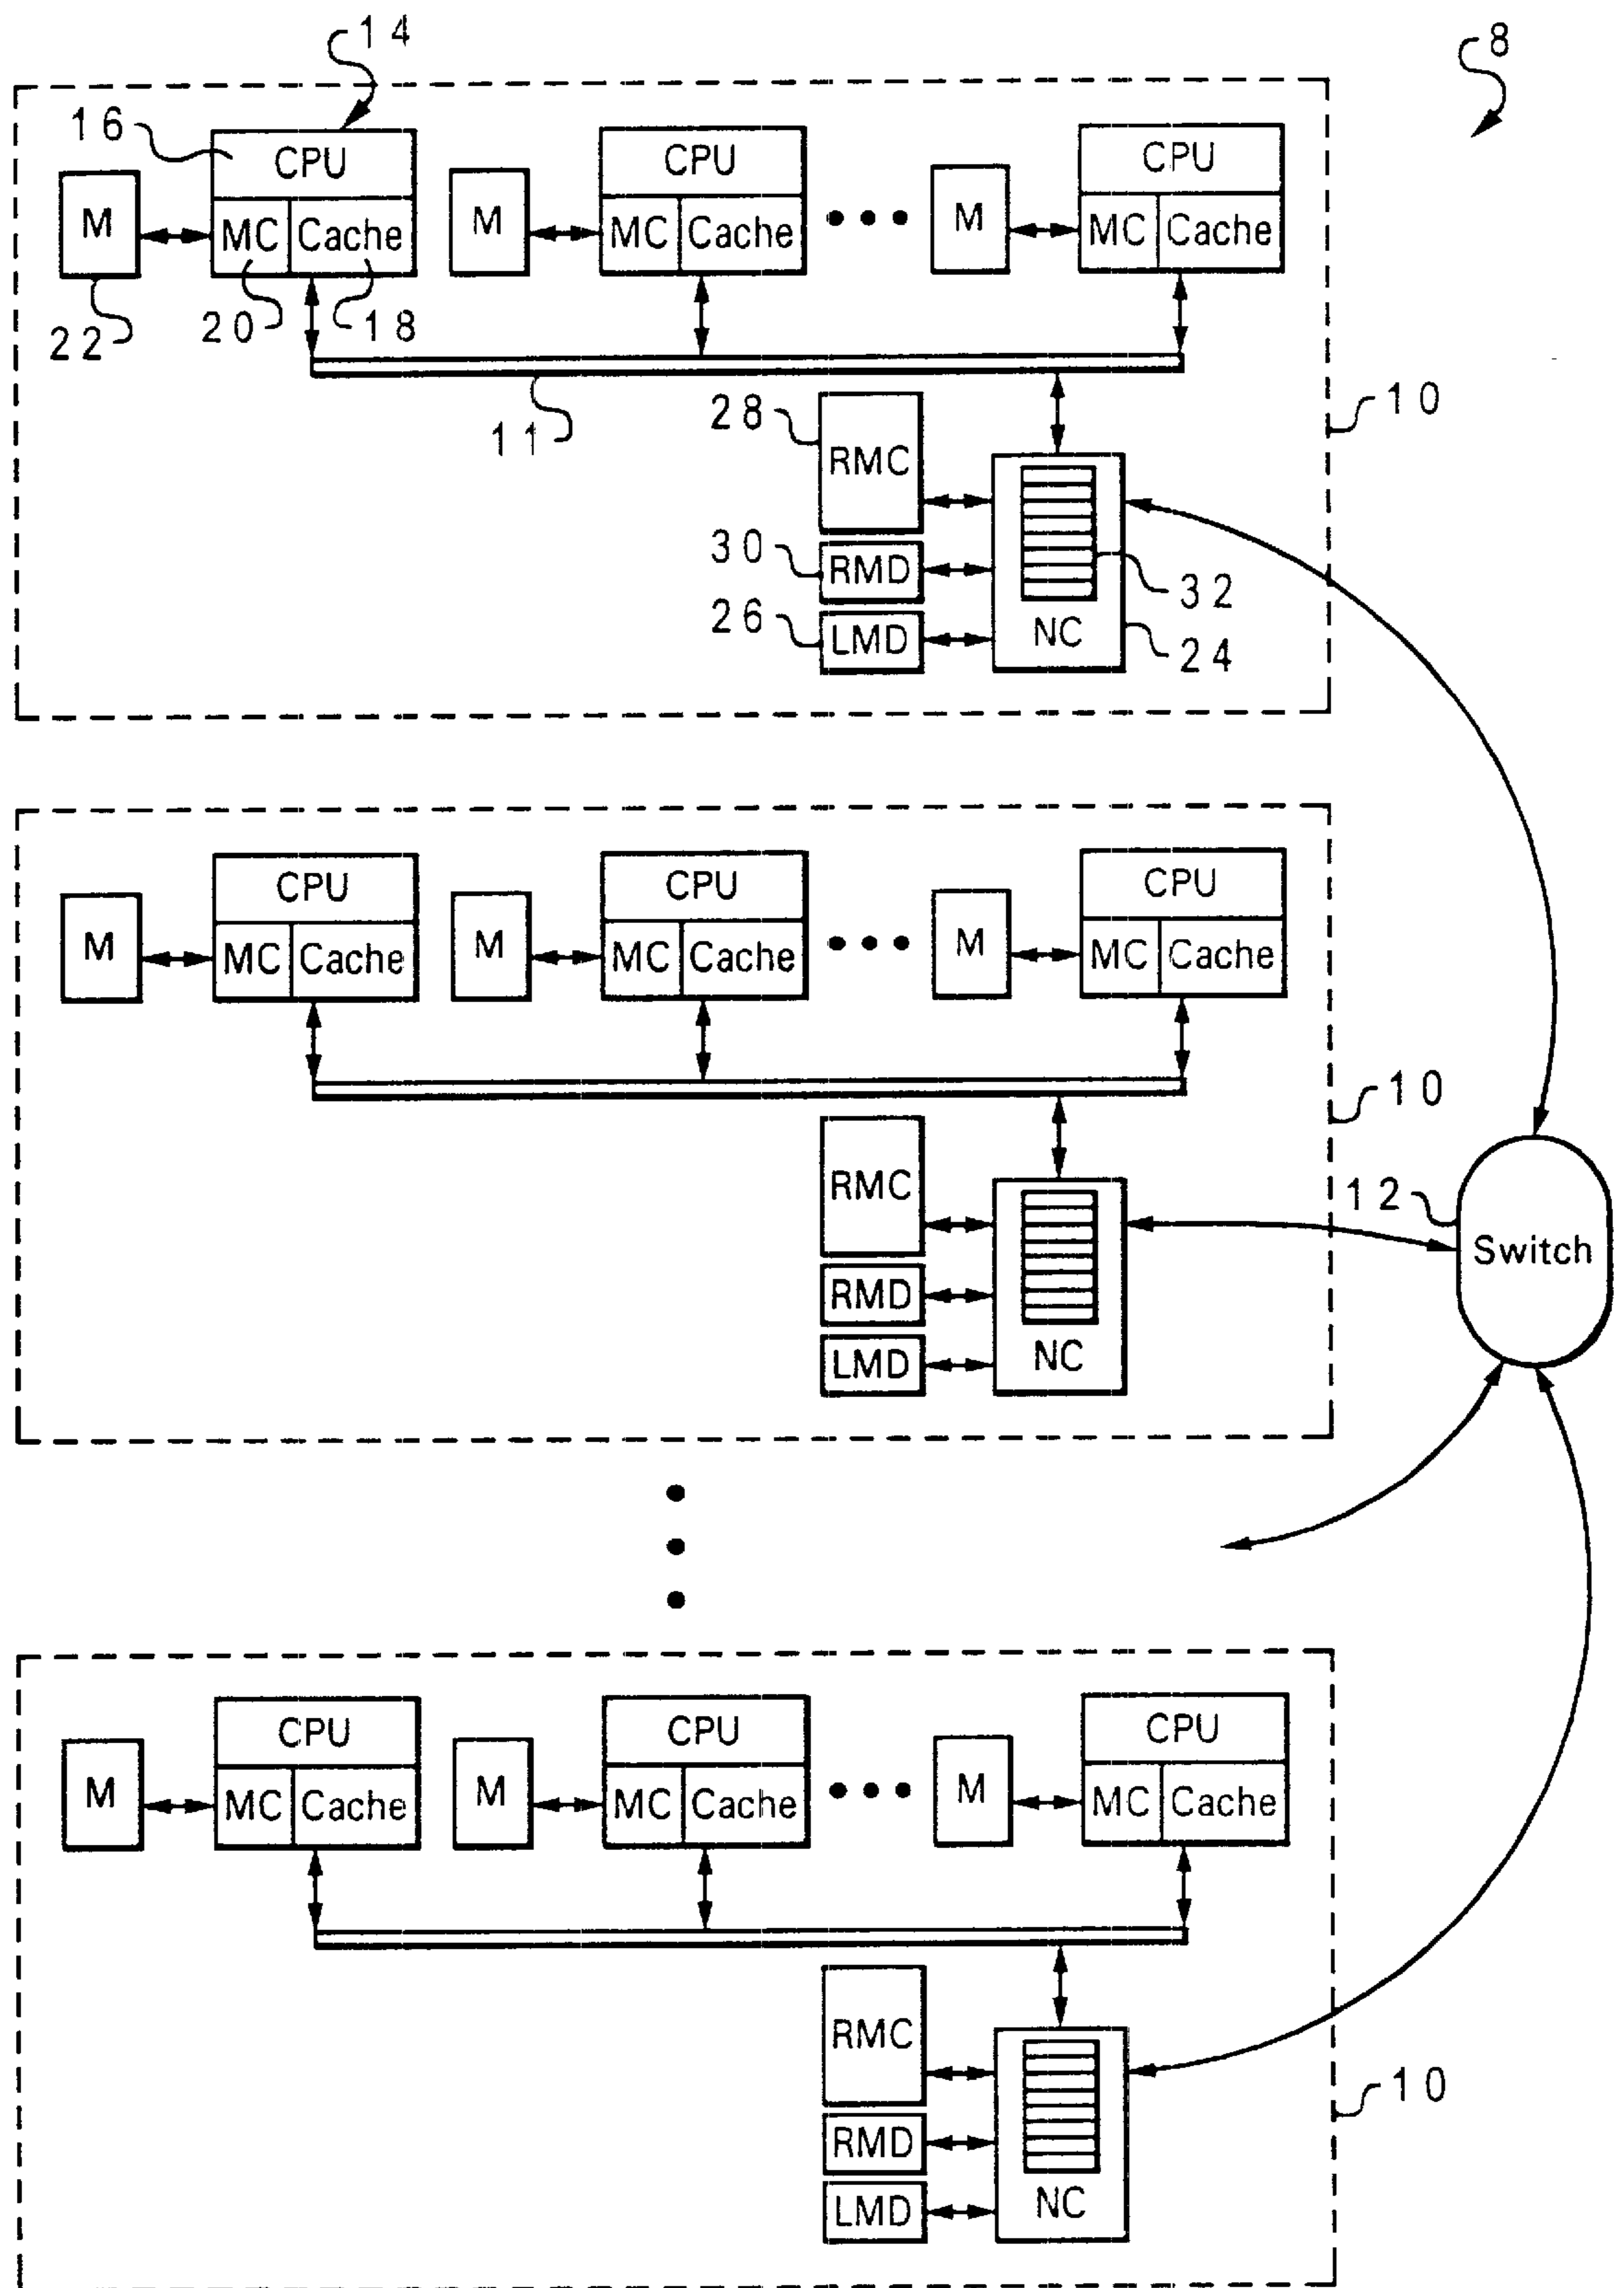 14
8
16
CPU
CPU
CPU
M
MC
Cache
M
MC
Cache
M
MC
Cache
22
20
18
11
28
RMC
10
30
RMD
32
26
LMD
NC
24
CPU
CPU
CPU
M
MC
Cache
M
MC
Cache
M
MC
Cache
10
RMC
12
Switch
RMD
LMD
NC
CPU
CPU
CPU
M
MC
Cache
M
MC
Cache
M
MC
Cache
RMC
10
RMD
LMD
NC